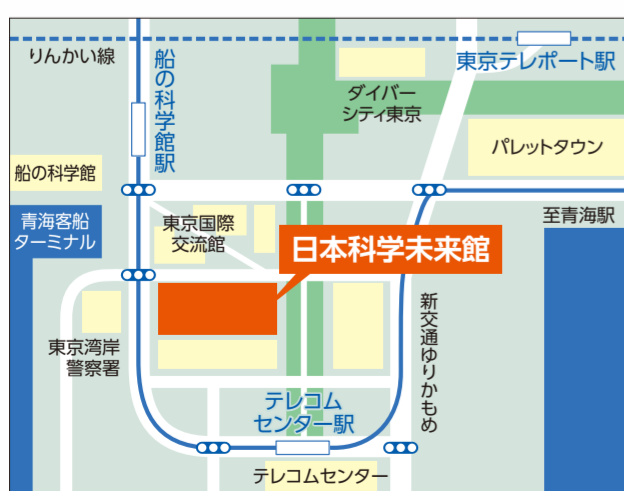 りんかい線
船の科学館駅
東京テレポート駅
ダイバー
シティ東京
パレットタウン
船の科学館
青海客船
ターミナル
東京国際
交流館
至青海駅
日本科学未来館
新交通ゆりかもめ
東京湾岸
警察署
テレコム
センター駅
テレコムセンター